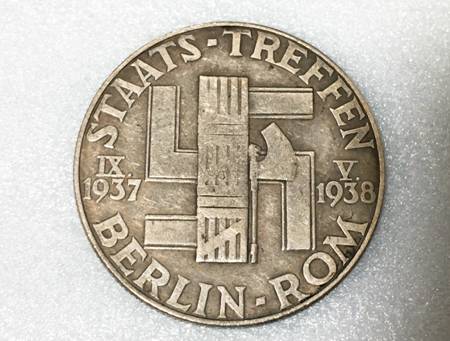 STAATS-TREFFEN
IX.
1937
V.
1938
BERLIN-ROM